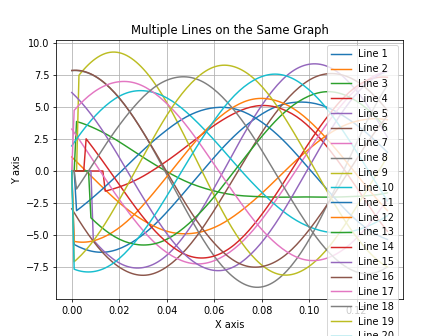 Multiple Lines on the Same Graph
10.0
7.5
5.0
2.5
0.0
−2.5
−5.0
−7.5
Y axis
0.00
0.02
0.04
0.06
0.08
0.10
X axis
Line 1
Line 2
Line 3
Line 4
Line 5
Line 6
Line 7
Line 8
Line 9
Line 10
Line 11
Line 12
Line 13
Line 14
Line 15
Line 16
Line 17
Line 18
Line 19
Line 20